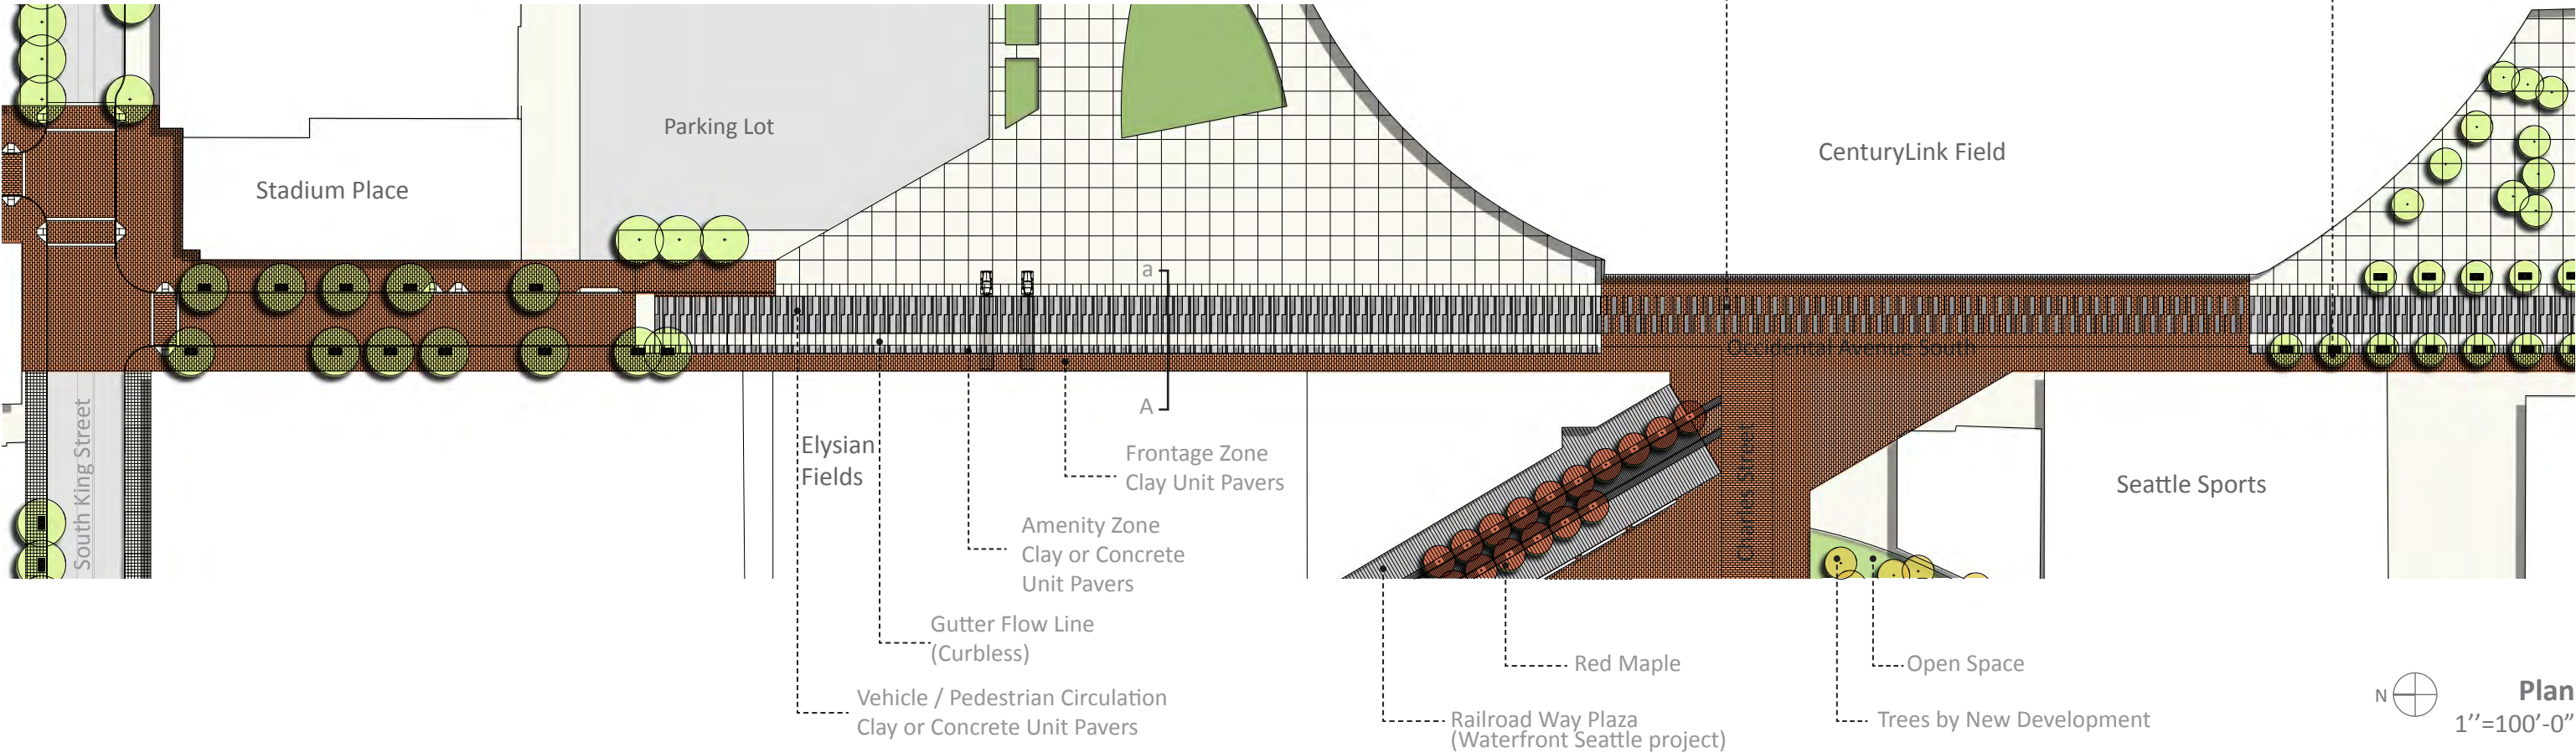 Parking Lot
Stadium Place
CenturyLink Field
a
A
Occidental Avenue South
South King Street
Elysian
Fields
Charles Street
Seattle Sports
Frontage Zone
Clay Unit Pavers
Amenity Zone
Clay or Concrete
Unit Pavers
Gutter Flow Line
(Curbless)
Vehicle / Pedestrian Circulation
Clay or Concrete Unit Pavers
Red Maple
Railroad Way Plaza
(Waterfront Seattle project)
Open Space
Trees by New Development
N
Plan
1''=100'-0"